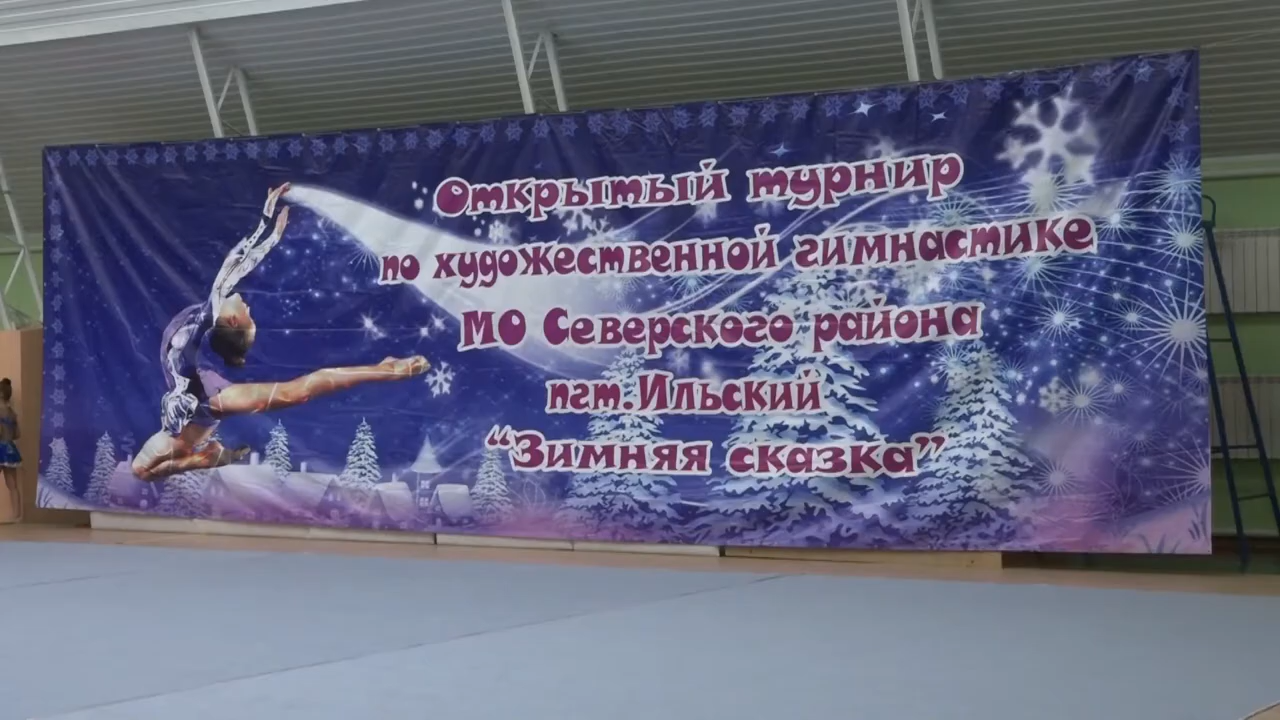 Открытый турнир
по художественной гимнастике
МО Северского района
пгт.Ильский
“Зимняя сказка”